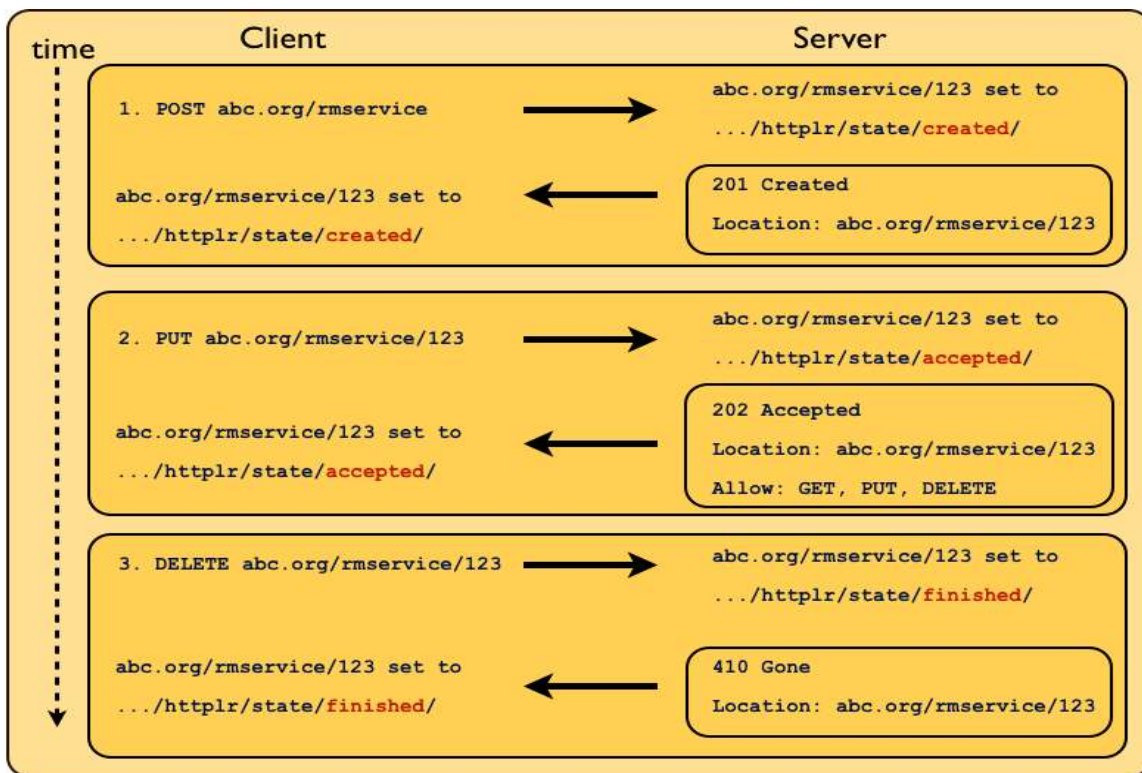 time
Client
Server
1. POST abc.org/rmservice
abc.org/rmservice/123 set to
.../httplr/state/created/
abc.org/rmservice/123 set to
.../httplr/state/created/
201 Created
Location: abc.org/rmservice/123
2. PUT abc.org/rmservice/123
abc.org/rmservice/123 set to
.../httplr/state/accepted/
abc.org/rmservice/123 set to
.../httplr/state/accepted/
202 Accepted
Location: abc.org/rmservice/123
Allow: GET, PUT, DELETE
3. DELETE abc.org/rmservice/123
abc.org/rmservice/123 set to
.../httplr/state/finished/
abc.org/rmservice/123 set to
.../httplr/state/finished/
410 Gone
Location: abc.org/rmservice/123